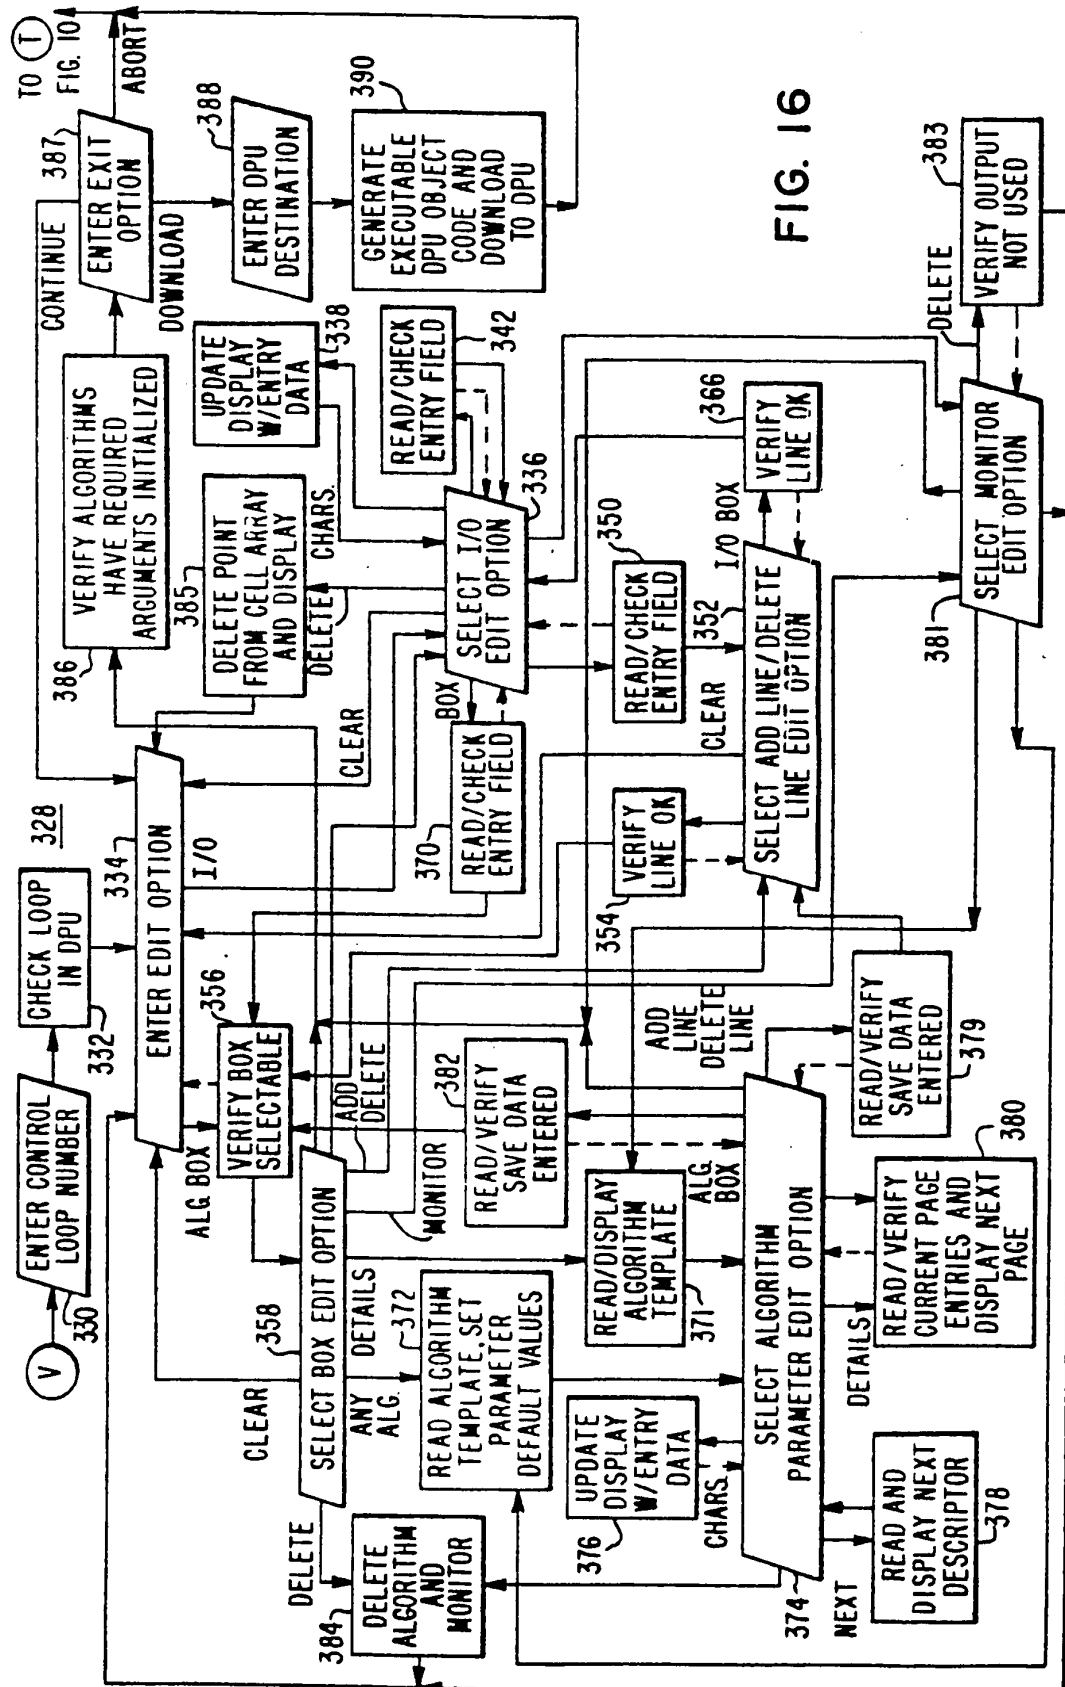 TO T
FIG. 10
ABORT
387
ENTER EXIT
OPTION
CONTINUE
DOWNLOAD
388
ENTER DPU
DESTINATION
390
GENERATE
EXECUTABLE
DPU OBJECT
CODE AND
DOWNLOAD
TO DPU
FIG. 16
386
VERIFY ALGORITHMS
HAVE REQUIRED
ARGUMENTS INITIALIZED
338
UPDATE
DISPLAY
W/ENTRY
DATA
342
READ/CHECK
ENTRY FIELD
385
DELETE POINT
FROM CELL ARRAY
AND DISPLAY
CHARS.
DELETE
336
SELECT I/O
EDIT OPTION
350
READ/CHECK
ENTRY FIELD
366
VERIFY
LINE OK
I/O BOX
383
VERIFY OUTPUT
NOT USED
DELETE
381
SELECT MONITOR
EDIT OPTION
328
332
CHECK LOOP
IN DPU
334
ENTER EDIT OPTION
I/O
CLEAR
BOX
370
READ/CHECK
ENTRY FIELD
354
VERIFY
LINE OK
CLEAR
352
SELECT ADD LINE/DELETE
LINE EDIT OPTION
V
330
ENTER CONTROL
LOOP NUMBER
ALG BOX
356
VERIFY BOX
SELECTABLE
ADD
DELETE
MONITOR
382
READ/VERIFY
SAVE DATA
ENTERED
ADD
LINE
DELETE
LINE
379
READ/VERIFY
SAVE DATA
ENTERED
358
SELECT BOX EDIT OPTION
CLEAR
DETAILS
ANY
ALG.
DELETE
372
READ ALGORITHM
TEMPLATE, SET
PARAMETER
DEFAULT VALUES
371
READ/DISPLAY
ALGORITHM
TEMPLATE
ALG
BOX
374
SELECT ALGORITHM
PARAMETER EDIT OPTION
380
READ/VERIFY
CURRENT PAGE
ENTRIES AND
DISPLAY NEXT
PAGE
DETAILS
376
UPDATE
DISPLAY
W/ENTRY
DATA
CHARS.
378
READ AND
DISPLAY NEXT
DESCRIPTOR
NEXT
384
DELETE
ALGORITHM
AND
MONITOR